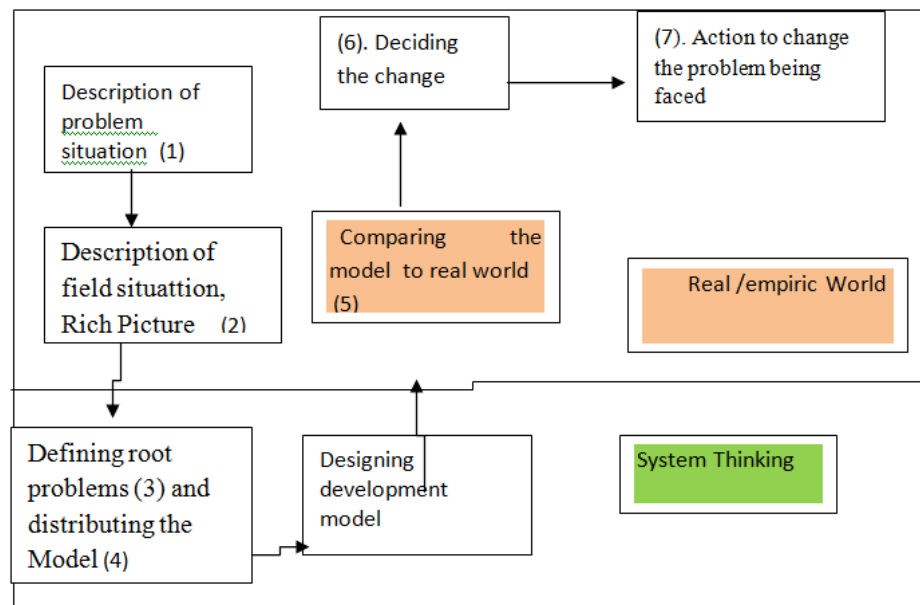 Description of
problem
situation (1)
Description of
field situattion,
Rich Picture (2)
Defining root
problems (3) and
distributing the
Model (4)
Designing
development
model
Comparing the
model to real world
(5)
(6). Deciding
the change
(7). Action to change
the problem being
faced
Real /empiric World
System Thinking